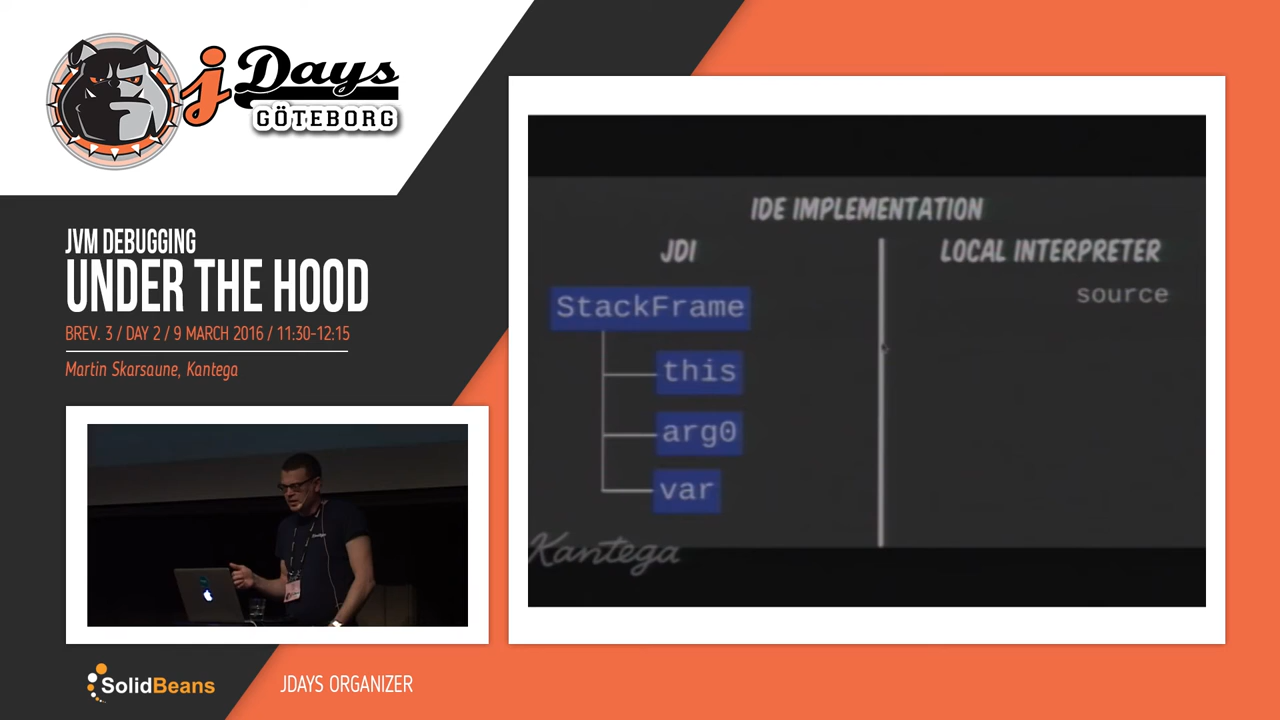 jDays
GÖTEBORG
JVM DEBUGGING
UNDER THE HOOD
BREV. 3 / DAY 2 / 9 MARCH 2016 / 11:30-12:15
Martin Skarsaune, Kantega
IDE IMPLEMENTATION
JDI
LOCAL INTERPRETER
StackFrame
source
this
arg0
var
Kantega
SolidBeans
JDAYS ORGANIZER